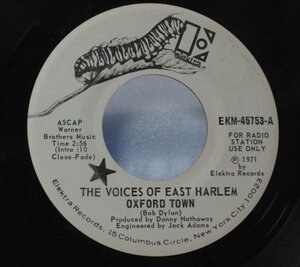 elektra
ASCAP
Warner
Brothers Music
Time 2:56
(Intro :10
Close-Fade)
EKM-45753-A
FOR RADIO
STATION
USE ONLY
Ⓟ 1971
by
Elektra Records
THE VOICES OF EAST HARLEM
OXFORD TOWN
(Bob Dylan)
Produced by Donny Hathaway
Engineered by Jack Adams
Elektra Records, 15 Columbus Circle, New York City 10023